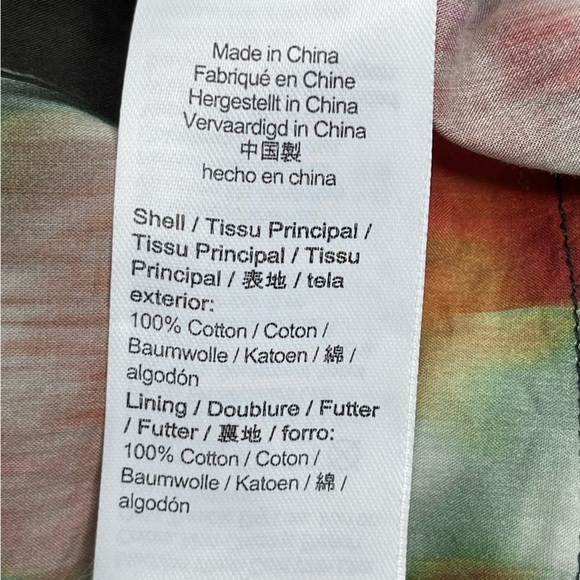 Made in China
Fabriqué en Chine
Hergestellt in China
Vervaardigd in China
中国製
hecho en china
Shell / Tissu Principal /
Tissu Principal / Tissu
Principal / 表地 / tela
exterior:
100% Cotton / Coton /
Baumwolle / Katoen / 綿 /
algodón
Lining / Doublure / Futter
/ Futter / 裏地 / forro:
100% Cotton / Coton /
Baumwolle / Katoen / 綿 /
algodón